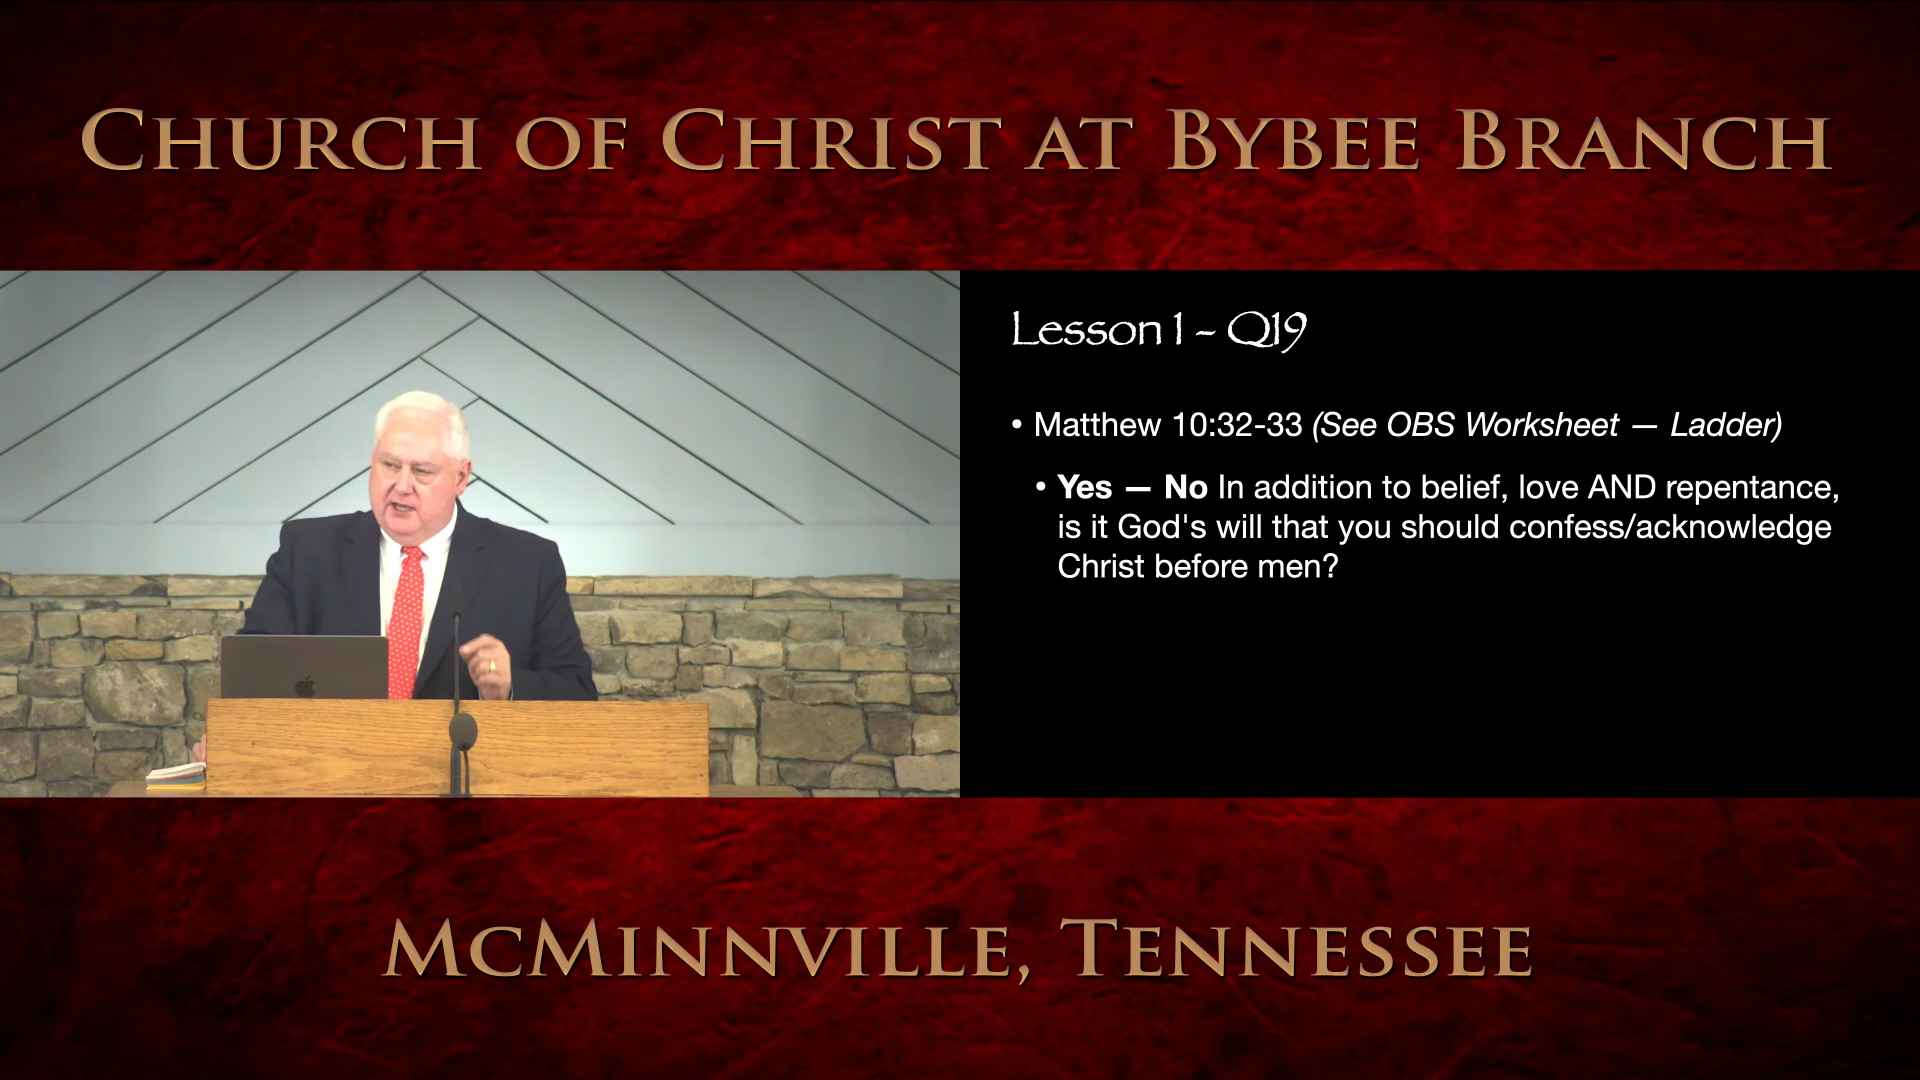 Church of Christ at Bybee Branch
Lesson 1 – Q19
• Matthew 10:32-33 (See OBS Worksheet — Ladder)
• Yes — No In addition to belief, love AND repentance,
is it God's will that you should confess/acknowledge
Christ before men?
McMinnville, Tennessee